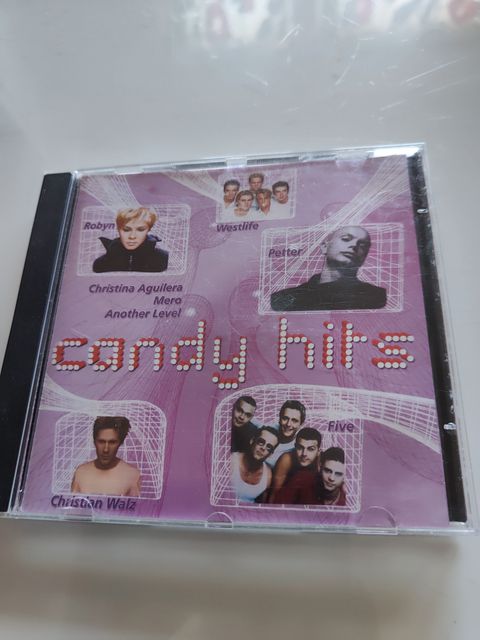 Westlife
Robyn
Petter
Christina Aguilera
Mero
Another Level
candy hits
Five
Christian Walz